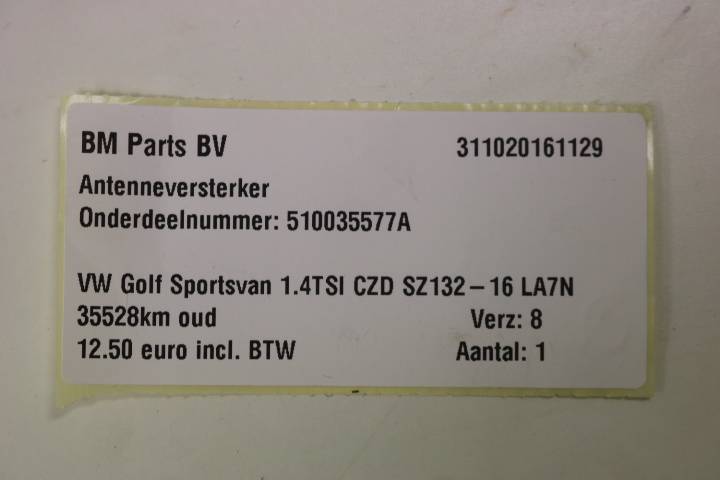 BM Parts BV 311020161129
Antenneversterker
Onderdeelnummer: 510035577A
VW Golf Sportsvan 1.4TSI CZD SZ132-16 LA7N
35528km oud Verz: 8
12.50 euro incl. BTW Aantal: 1